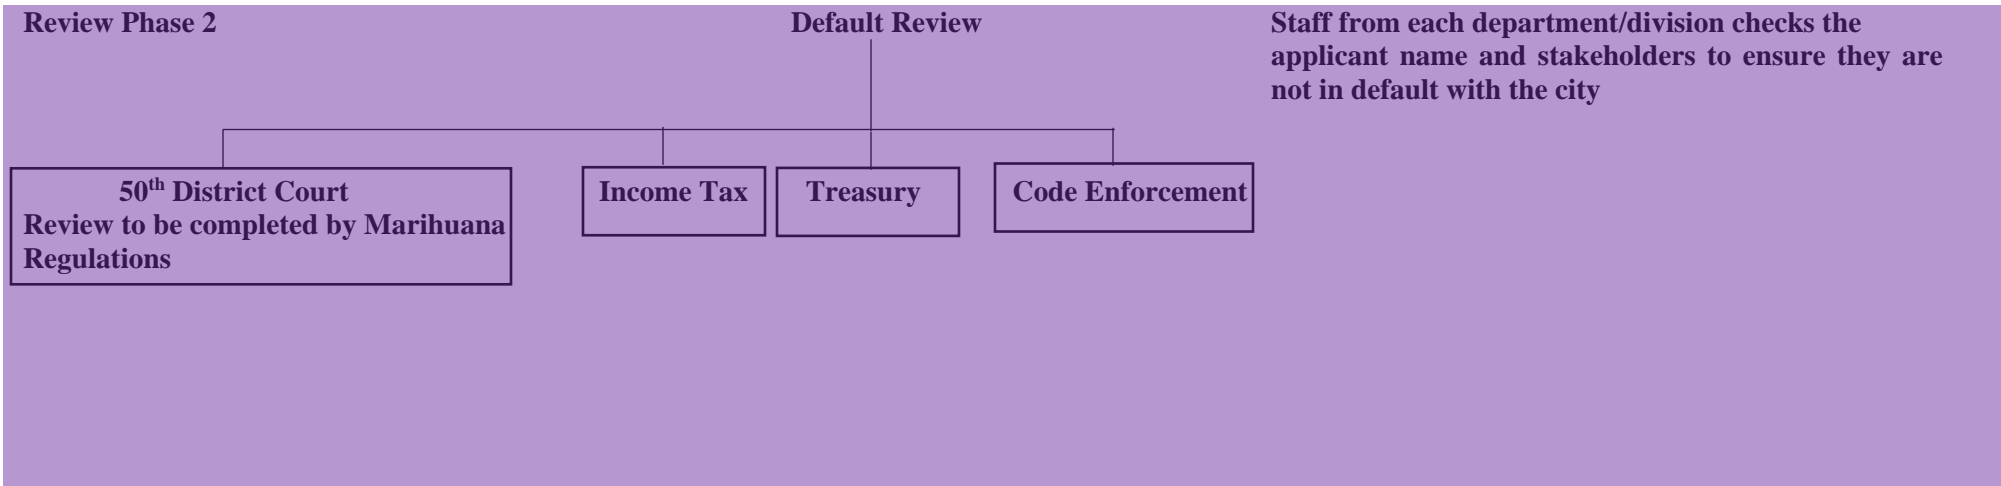 Review Phase 2
Default Review
Staff from each department/division checks the
applicant name and stakeholders to ensure they are
not in default with the city
50th District Court
Review to be completed by Marihuana
Regulations
Income Tax
Treasury
Code Enforcement